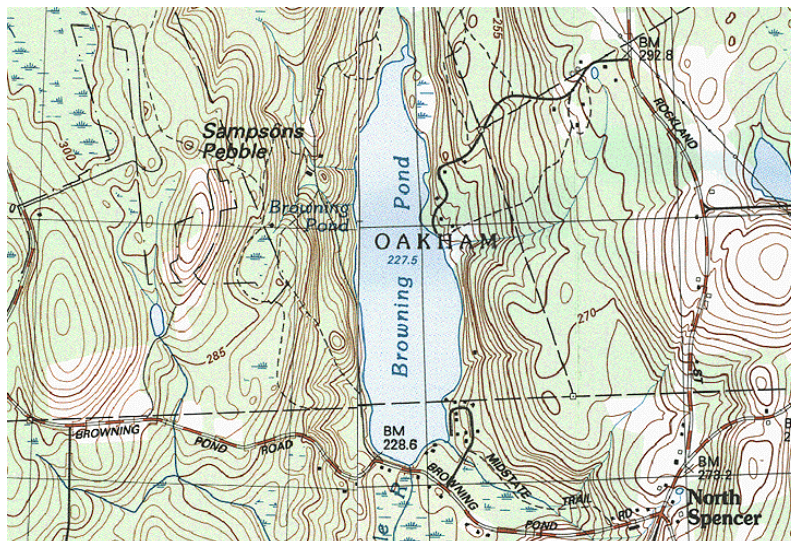 255
BM
292.8
ROCKLAND
Sampsons
Pebble
300
Browning
Pond
Browning Pond
OAKHAM
227.5
270
285
ST
BROWNING
POND
ROAD
BM
228.6
BROWNING
MIDSTATE
TRAIL
POND
RD
BM
273.2
North
Spencer